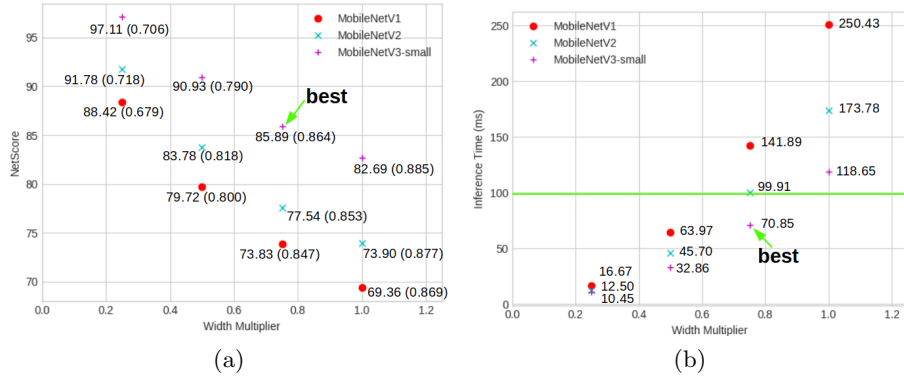 95
90
85
80
75
70
NetScore
0.0 0.2 0.4 0.6 0.8 1.0 1.2
Width Multiplier
MobileNetV1
MobileNetV2
MobileNetV3-small
97.11 (0.706)
91.78 (0.718)
88.42 (0.679)
90.93 (0.790)
best
85.89 (0.864)
83.78 (0.818)
82.69 (0.885)
79.72 (0.800)
77.54 (0.853)
73.83 (0.847)
73.90 (0.877)
69.36 (0.869)
(a)
250
200
150
100
50
0
Inference Time (ms)
0.0 0.2 0.4 0.6 0.8 1.0 1.2
Width Multiplier
MobileNetV1
MobileNetV2
MobileNetV3-small
250.43
173.78
141.89
118.65
99.91
70.85
best
63.97
45.70
32.86
16.67
12.50
10.45
(b)